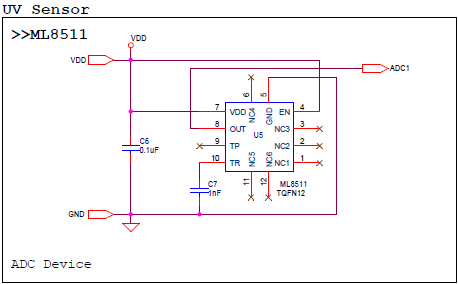 UV Sensor
>>ML8511
VDD
VDD
ADC1
6
5
NC4
GND
7
VDD
EN
4
8
OUT
NC3
3
U5
9
TP
NC2
2
10
TR
NC1
1
NC5
NC6
11
12
C6
0.1uF
C7
1nF
ML8511
TQFN12
GND
ADC Device